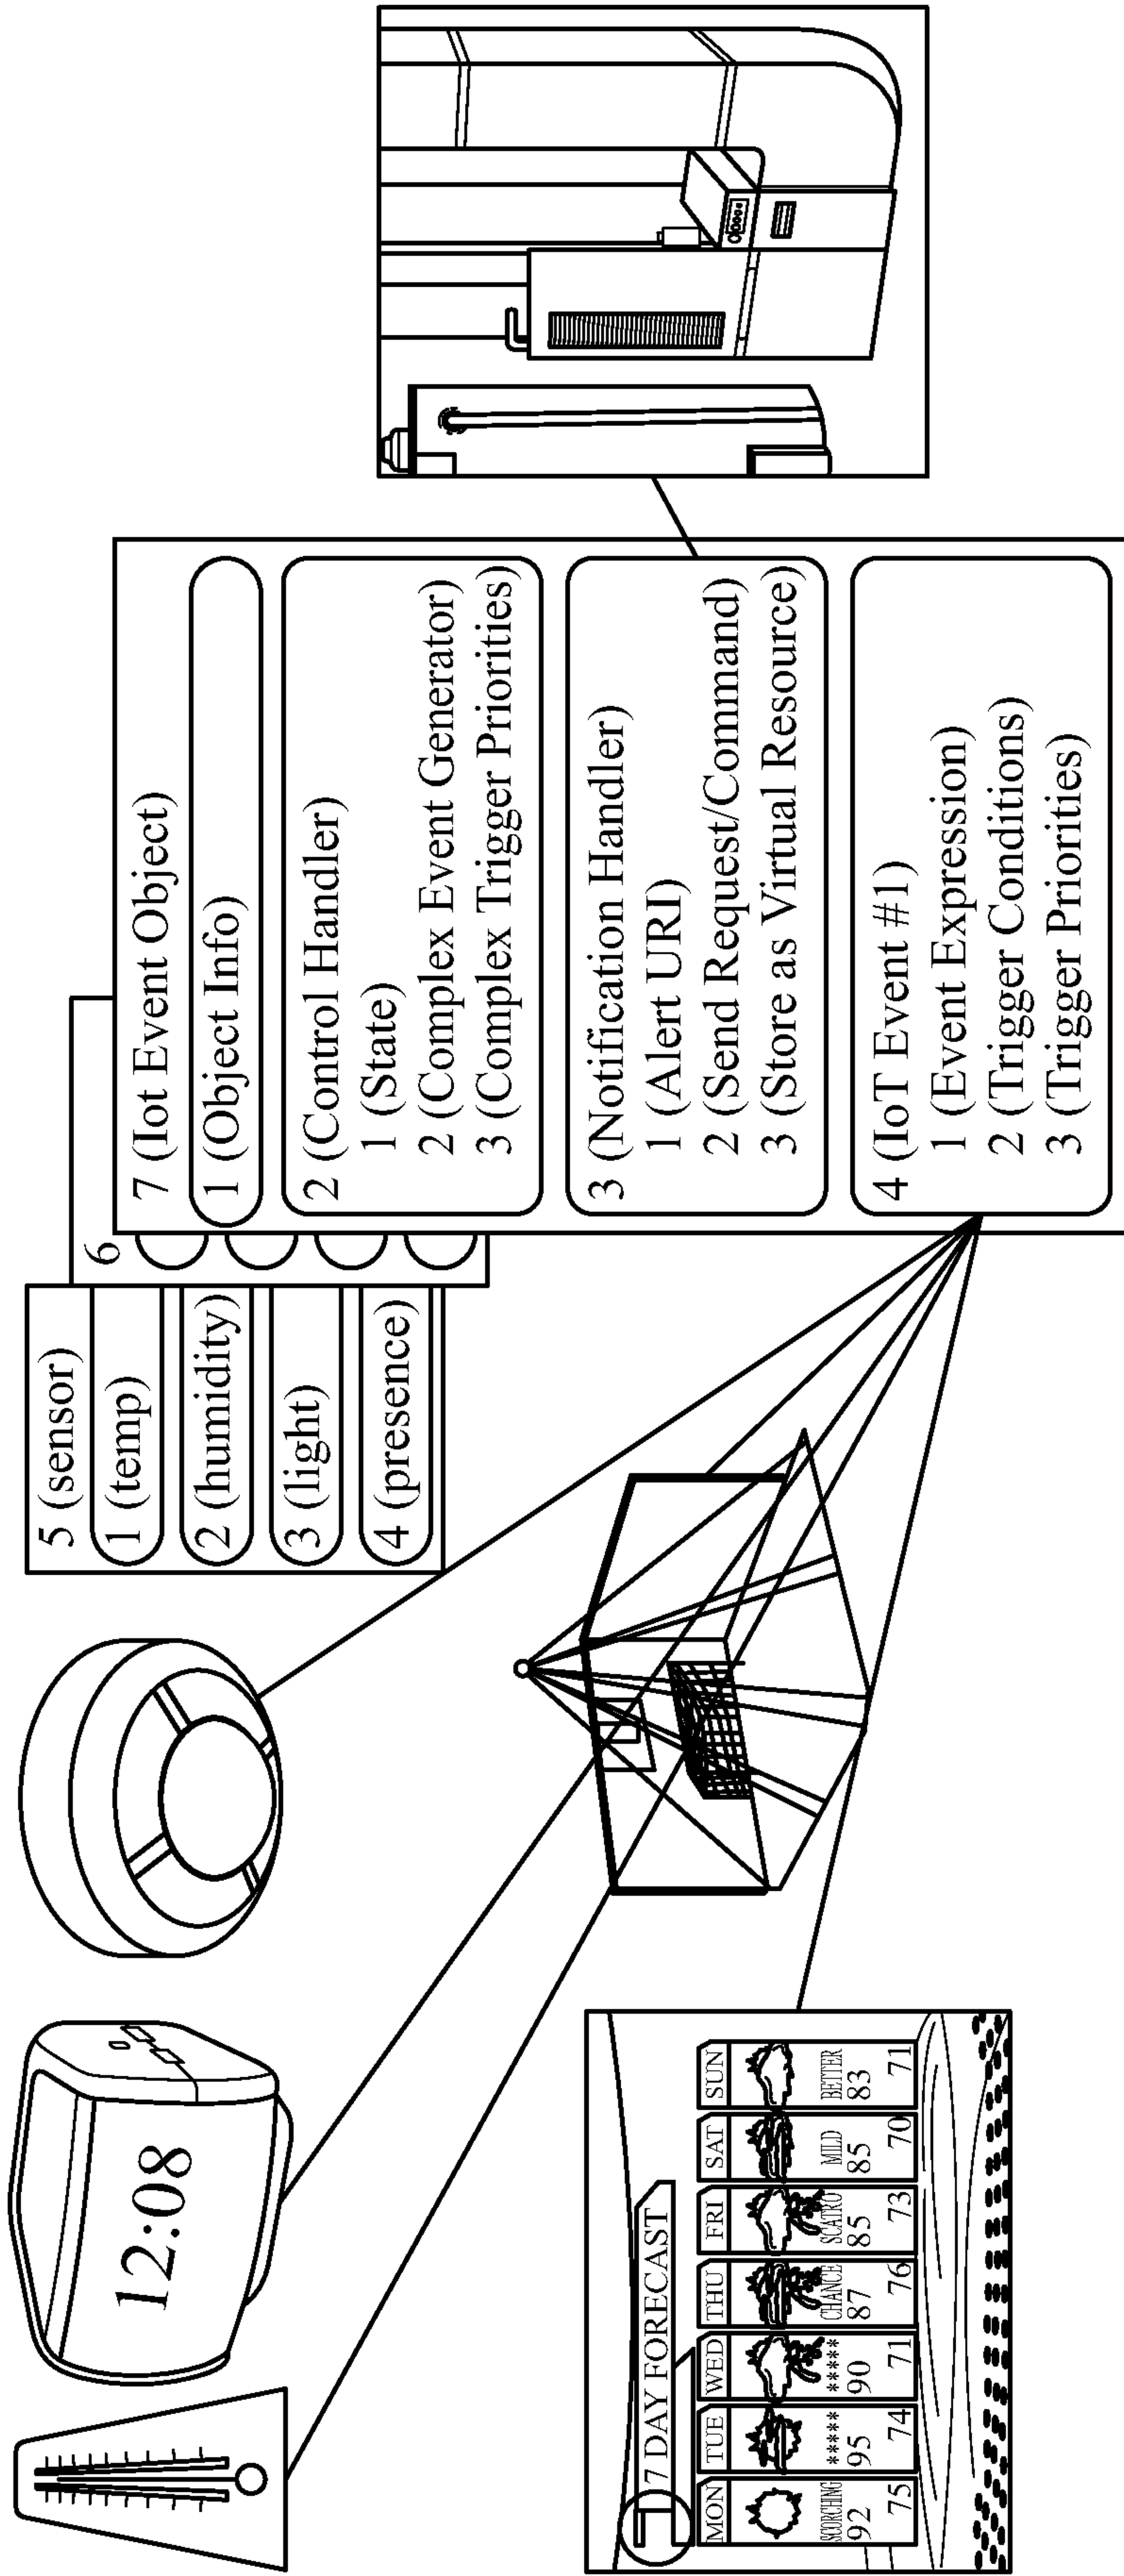 12:08
5 (sensor)
1 (temp)
2 (humidity)
3 (light)
4 (presence)
6
7 (Iot Event Object)
1 (Object Info)
2 (Control Handler)
1 (State)
2 (Complex Event Generator)
3 (Complex Trigger Priorities)
3 (Notification Handler)
1 (Alert URI)
2 (Send Request/Command)
3 (Store as Virtual Resource)
4 (IoT Event #1)
1 (Event Expression)
2 (Trigger Conditions)
3 (Trigger Priorities)
7 DAY FORECAST
MON TUE WED THU FRI SAT SUN
SCORCHING ***** ***** CHANCE SCATRO MILD BETTER
92 95 90 87 85 85 83
75 74 71 76 73 70 71